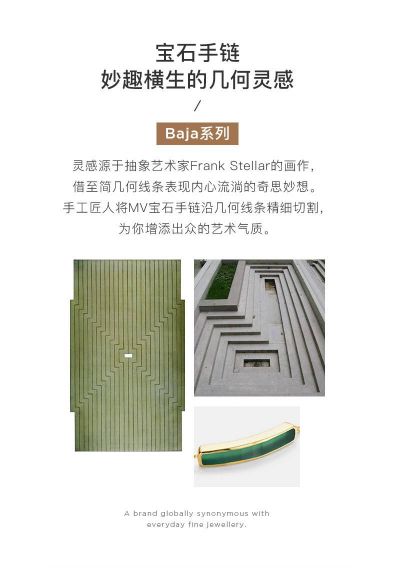 宝石手链
妙趣横生的几何灵感
/
Baja系列
灵感源于抽象艺术家Frank Stellar的画作，
借至简几何线条表现内心流淌的奇思妙想。
手工匠人将MV宝石手链沿几何线条精细切割，
为你增添出众的艺术气质。
A brand globally synonymous with
everyday fine jewellery.